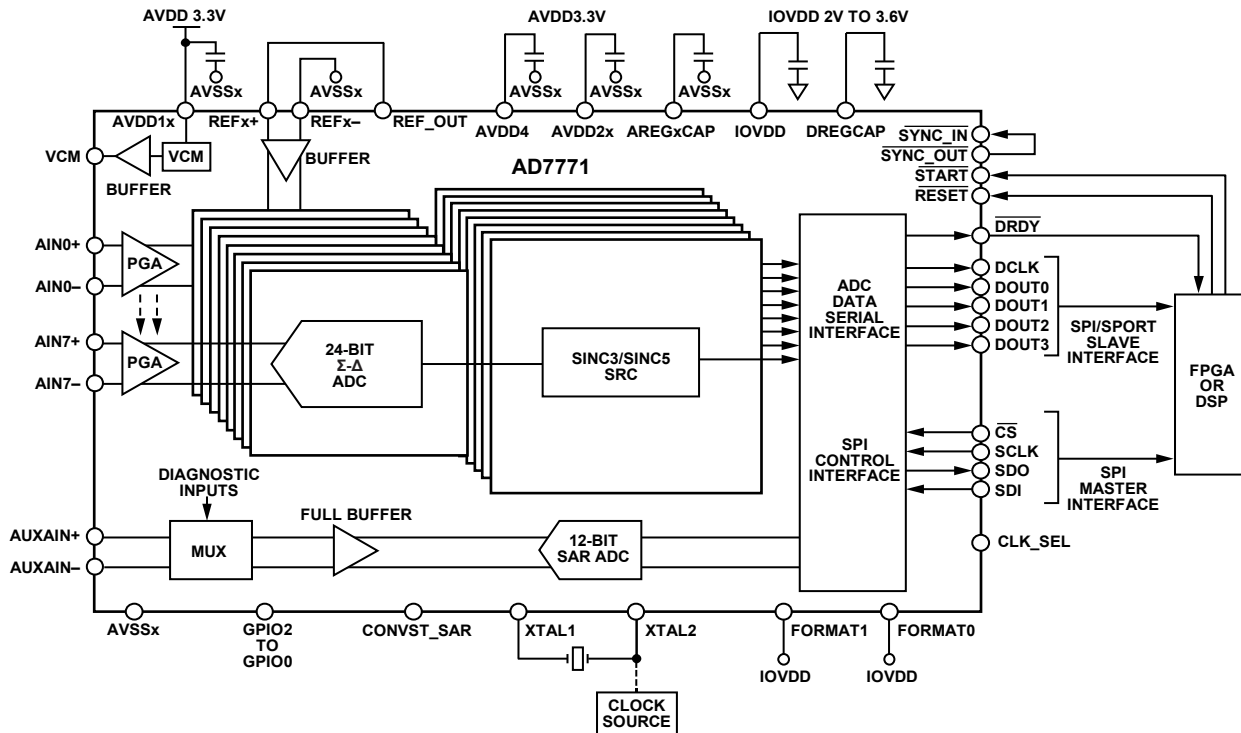 AVDD 3.3V
AVDD3.3V
IOVDD 2V TO 3.6V
AVSSx
AVSSx
AVSSx
AVSSx
AVSSx
AVDD1x
REFx+
REFx–
REF_OUT
AVDD4
AVDD2x
AREGxCAP
IOVDD
DREGCAP
VCM
VCM
BUFFER
BUFFER
AD7771
SYNC_IN
SYNC_OUT
START
RESET
DRDY
AIN0+
AIN0–
PGA
AIN7+
AIN7–
PGA
24-BIT
Σ-Δ
ADC
SINC3/SINC5
SRC
ADC
DATA
SERIAL
INTERFACE
DCLK
DOUT0
DOUT1
DOUT2
DOUT3
SPI/SPORT
SLAVE
INTERFACE
FPGA
OR
DSP
SPI
CONTROL
INTERFACE
CS
SCLK
SDO
SDI
SPI
MASTER
INTERFACE
DIAGNOSTIC
INPUTS
AUXAIN+
AUXAIN–
MUX
FULL BUFFER
12-BIT
SAR ADC
CLK_SEL
AVSSx
GPIO2
TO
GPIO0
CONVST_SAR
XTAL1
XTAL2
FORMAT1
FORMAT0
IOVDD
IOVDD
CLOCK
SOURCE